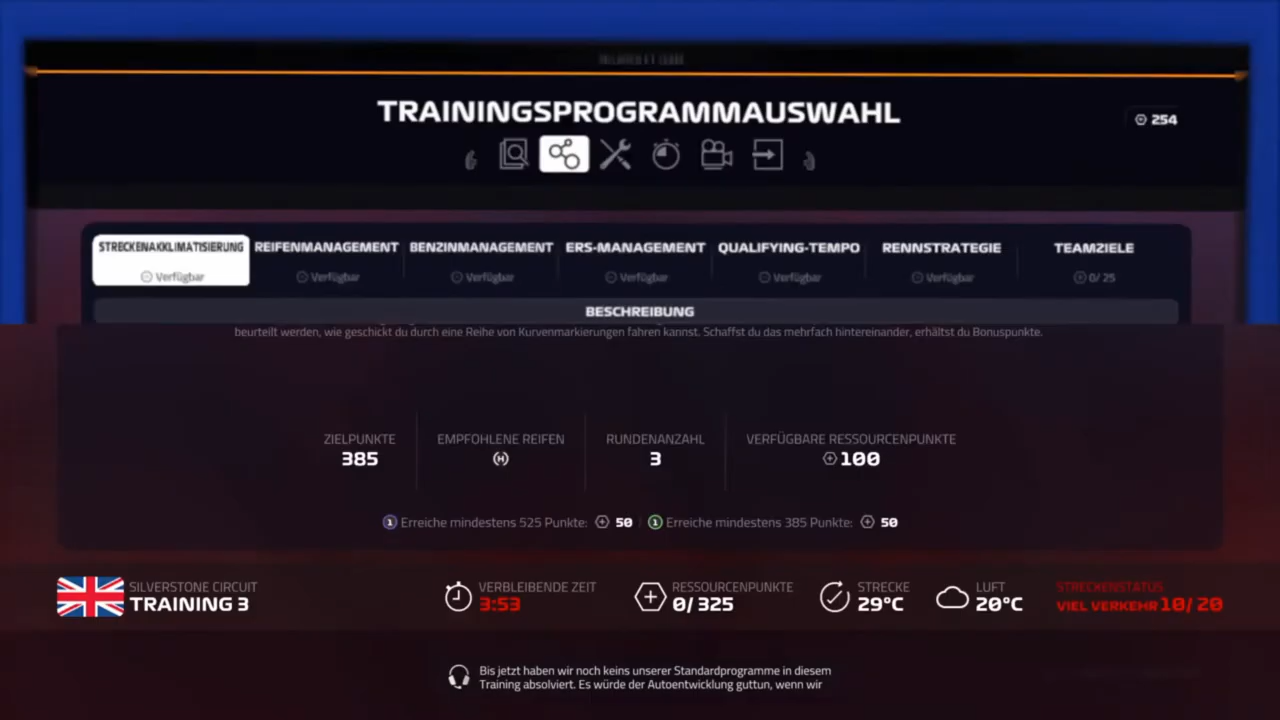 TRAININGSPROGRAMMAUSWAHL
254
STRECKENAKKLIMATISIERUNG
REIFENMANAGEMENT
BENZINMANAGEMENT
ERS-MANAGEMENT
QUALIFYING-TEMPO
RENNSTRATEGIE
TEAMZIELE
Verfügbar
Verfügbar
Verfügbar
Verfügbar
Verfügbar
Verfügbar
0/ 25
BESCHREIBUNG
beurteilt werden, wie geschickt du durch eine Reihe von Kurvenmarkierungen fahren kannst. Schaffst du das mehrfach hintereinander, erhältst du Bonuspunkte.
ZIELPUNKTE
385
EMPFOHLENE REIFEN
H
RUNDENANZAHL
3
VERFÜGBARE RESSOURCENPUNKTE
100
1 Erreiche mindestens 525 Punkte: 50
1 Erreiche mindestens 385 Punkte: 50
SILVERSTONE CIRCUIT
TRAINING 3
VERBLEIBENDE ZEIT
3:53
RESSOURCENPUNKTE
0/ 325
STRECKE
29°C
LUFT
20°C
STRECKENSTATUS
VIEL VERKEHR 10/ 20
Bis jetzt haben wir noch keins unserer Standardprogramme in diesem
Training absolviert. Es würde der Autoentwicklung guttun, wenn wir